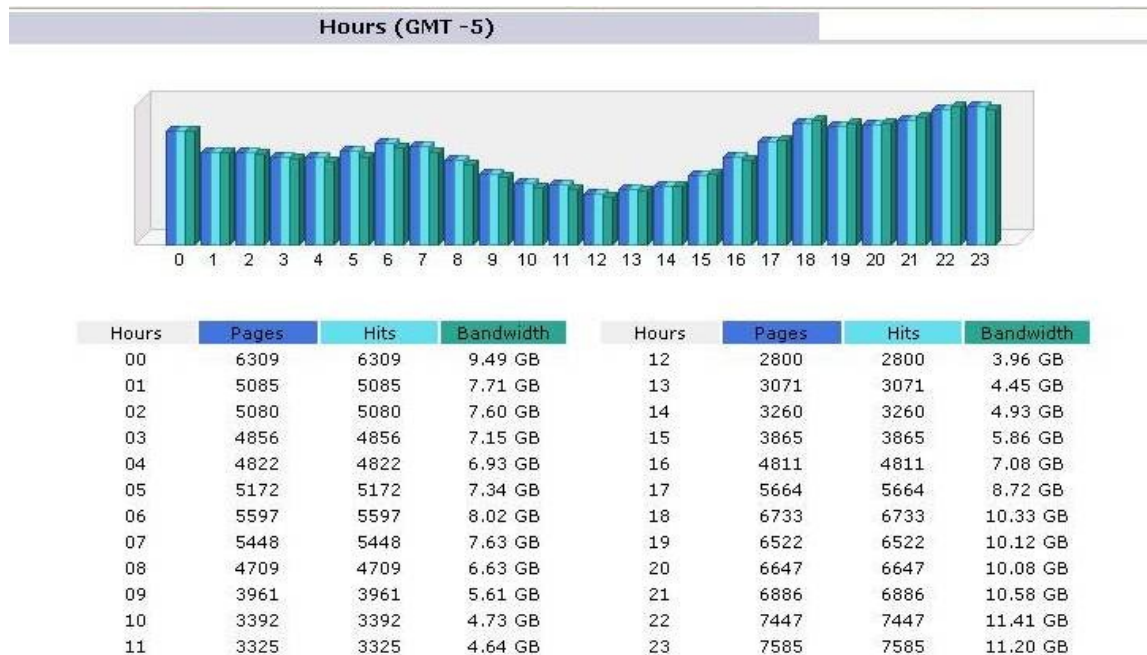 Hours (GMT -5)
0 1 2 3 4 5 6 7 8 9 10 11 12 13 14 15 16 17 18 19 20 21 22 23
Hours Pages Hits Bandwidth Hours Pages Hits Bandwidth
00 6309 6309 9.49 GB 12 2800 2800 3.96 GB
01 5085 5085 7.71 GB 13 3071 3071 4.45 GB
02 5080 5080 7.60 GB 14 3260 3260 4.93 GB
03 4856 4856 7.15 GB 15 3865 3865 5.86 GB
04 4822 4822 6.93 GB 16 4811 4811 7.08 GB
05 5172 5172 7.34 GB 17 5664 5664 8.72 GB
06 5597 5597 8.02 GB 18 6733 6733 10.33 GB
07 5448 5448 7.63 GB 19 6522 6522 10.12 GB
08 4709 4709 6.63 GB 20 6647 6647 10.08 GB
09 3961 3961 5.61 GB 21 6886 6886 10.58 GB
10 3392 3392 4.73 GB 22 7447 7447 11.41 GB
11 3325 3325 4.64 GB 23 7585 7585 11.20 GB